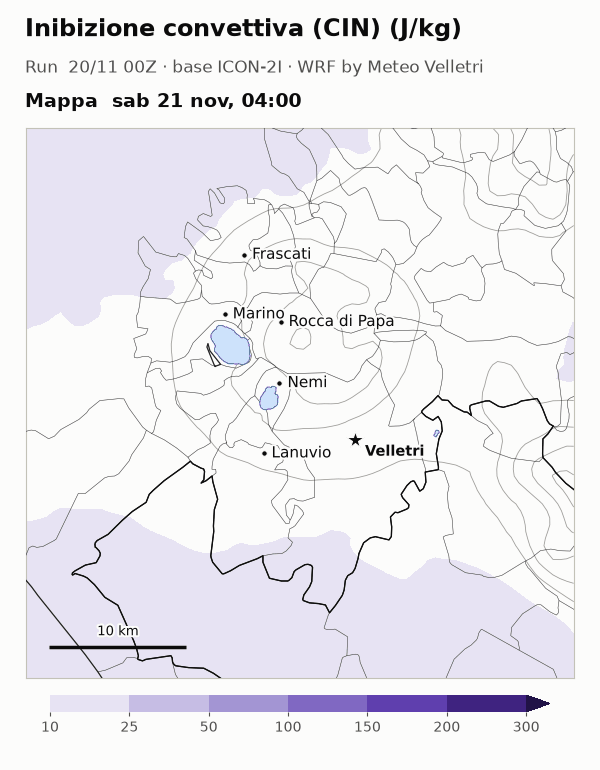 Inibizione convettiva (CIN) (J/kg)
Run  20/11 00Z · base ICON-2I · WRF by Meteo Velletri
Mappa  sab 21 nov, 04:00
Frascati
Marino
Rocca di Papa
Nemi
Velletri
Lanuvio
10 km
10 25 50 100 150 200 300